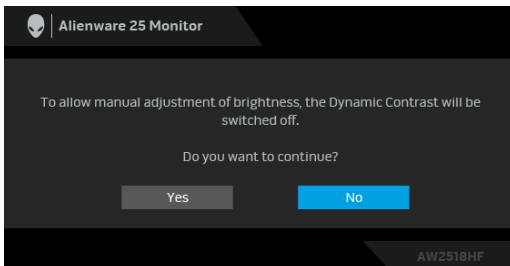 Alienware 25 Monitor
To allow manual adjustment of brightness, the Dynamic Contrast will be
switched off.
Do you want to continue?
Yes No
AW2518HF